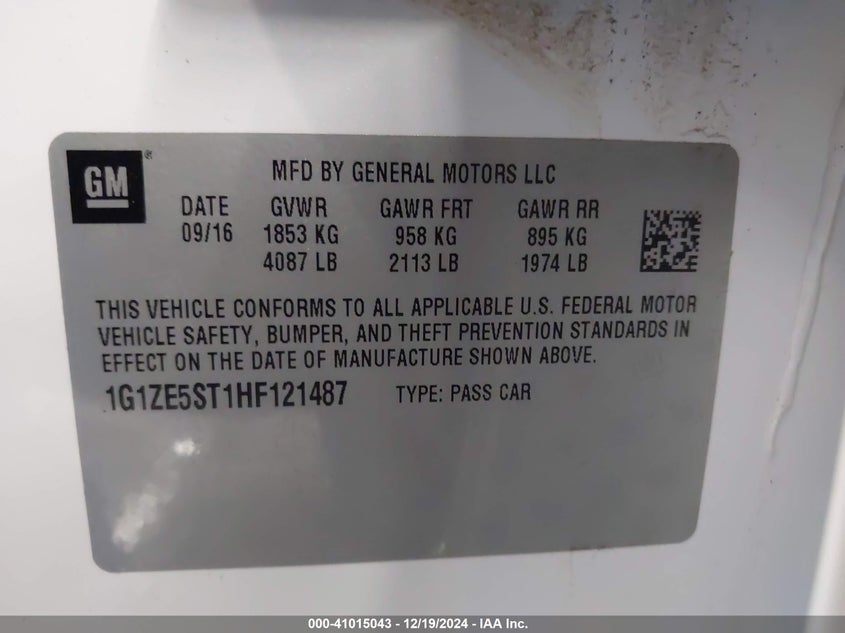 GM
MFD BY GENERAL MOTORS LLC
DATE GVWR GAWR FRT GAWR RR
09/16 1853 KG 958 KG 895 KG
4087 LB 2113 LB 1974 LB
THIS VEHICLE CONFORMS TO ALL APPLICABLE U.S. FEDERAL MOTOR
VEHICLE SAFETY, BUMPER, AND THEFT PREVENTION STANDARDS IN
EFFECT ON THE DATE OF MANUFACTURE SHOWN ABOVE.
1G1ZE5ST1HF121487 TYPE: PASS CAR
000-41015043 / 12/19/2024 - IAA Inc.